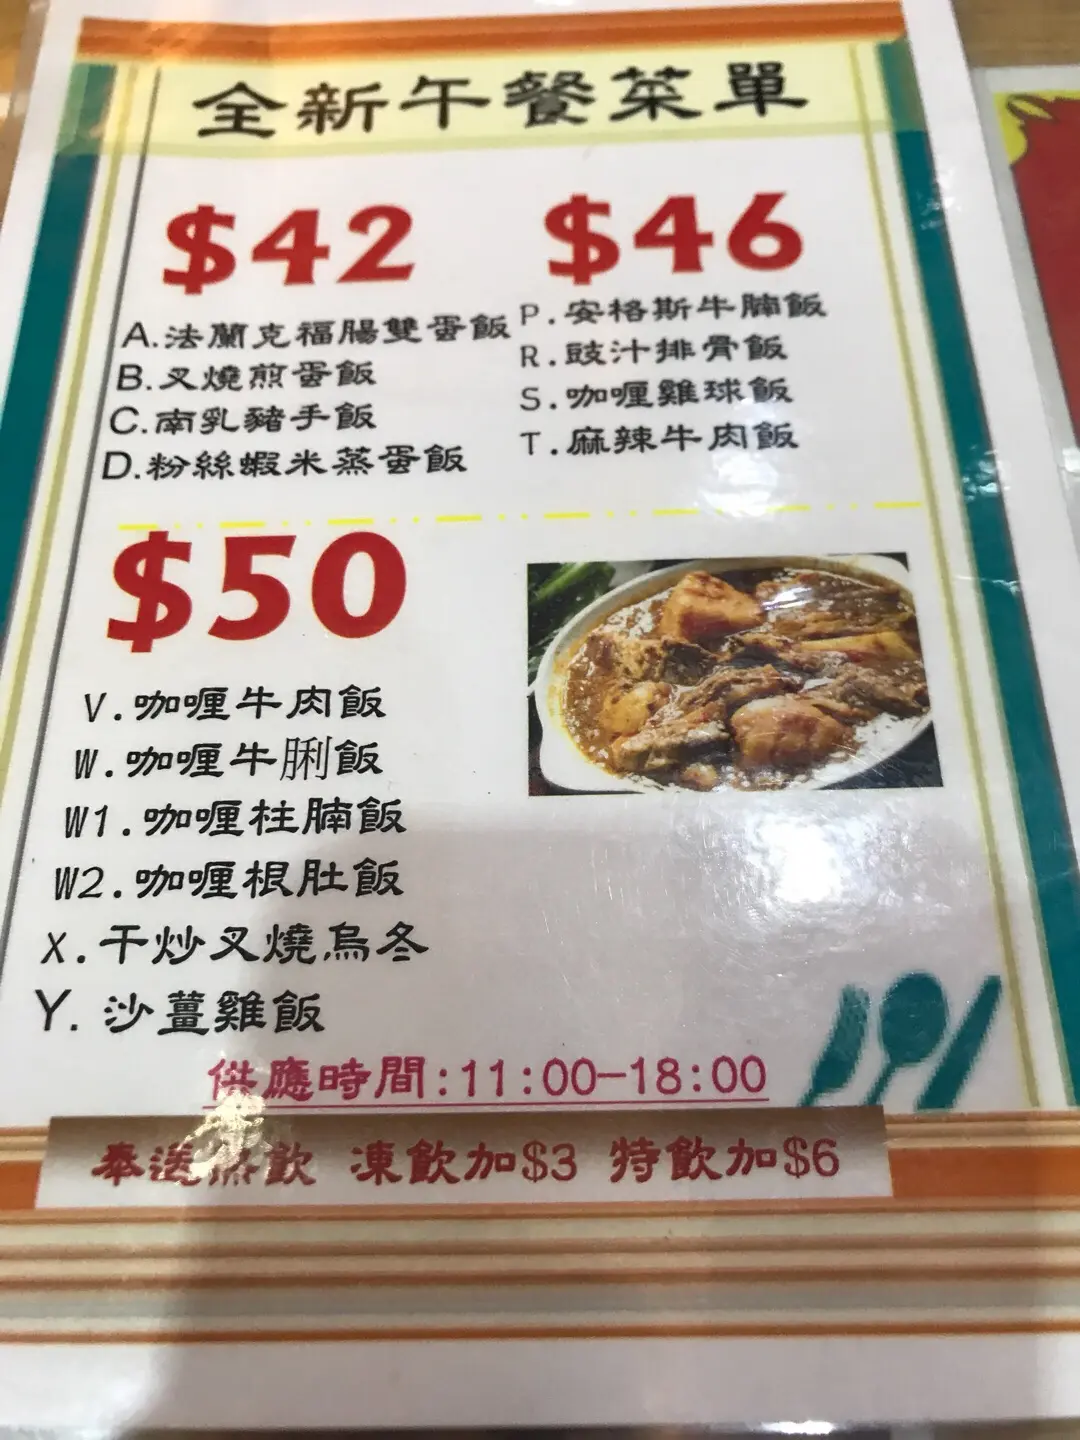 全新午餐菜單
$42
A.法蘭克福腸雙蛋飯
B.叉燒煎蛋飯
C.南乳豬手飯
D.粉絲蝦米蒸蛋飯
$46
P.安格斯牛腩飯
R.豉汁排骨飯
S.咖喱雞球飯
T.麻辣牛肉飯
$50
V.咖喱牛肉飯
W.咖喱牛脷飯
W1.咖喱柱腩飯
W2.咖喱根肚飯
X.干炒叉燒烏冬
Y. 沙薑雞飯
供應時間:11:00-18:00
奉送熱飲 凍飲加$3 特飲加$6